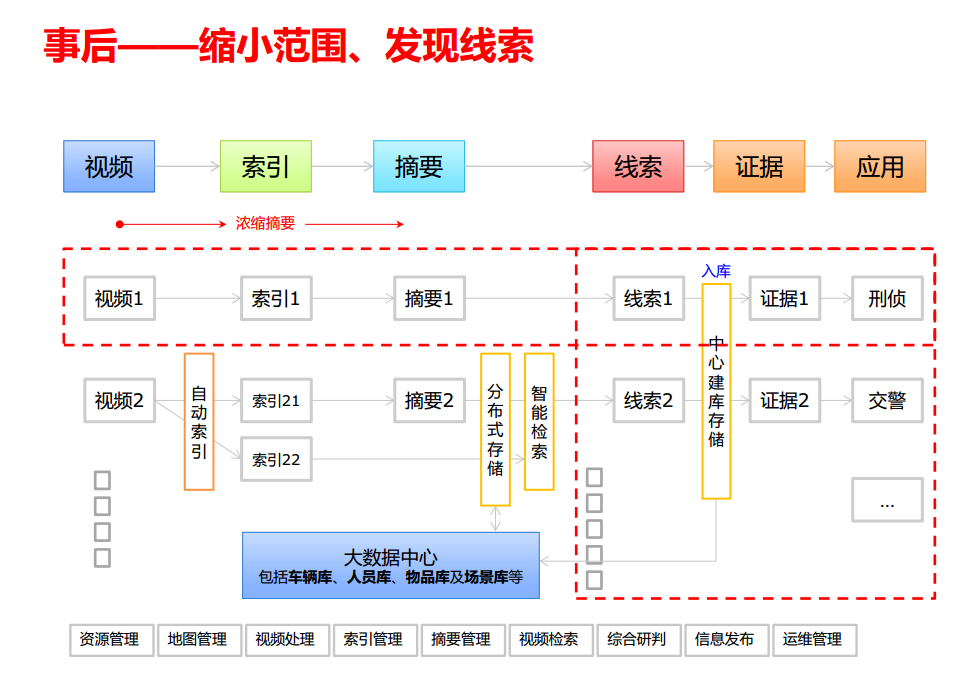 事后——缩小范围、发现线索
视频
索引
摘要
线索
证据
应用
浓缩摘要
入库
视频1
索引1
摘要1
线索1
证据1
刑侦
中心建库存储
视频2
自动索引
索引21
摘要2
分布式存储
智能检索
线索2
证据2
交警
索引22
...
大数据中心
包括车辆库、人员库、物品库及场景库等
资源管理
地图管理
视频处理
索引管理
摘要管理
视频检索
综合研判
信息发布
运维管理